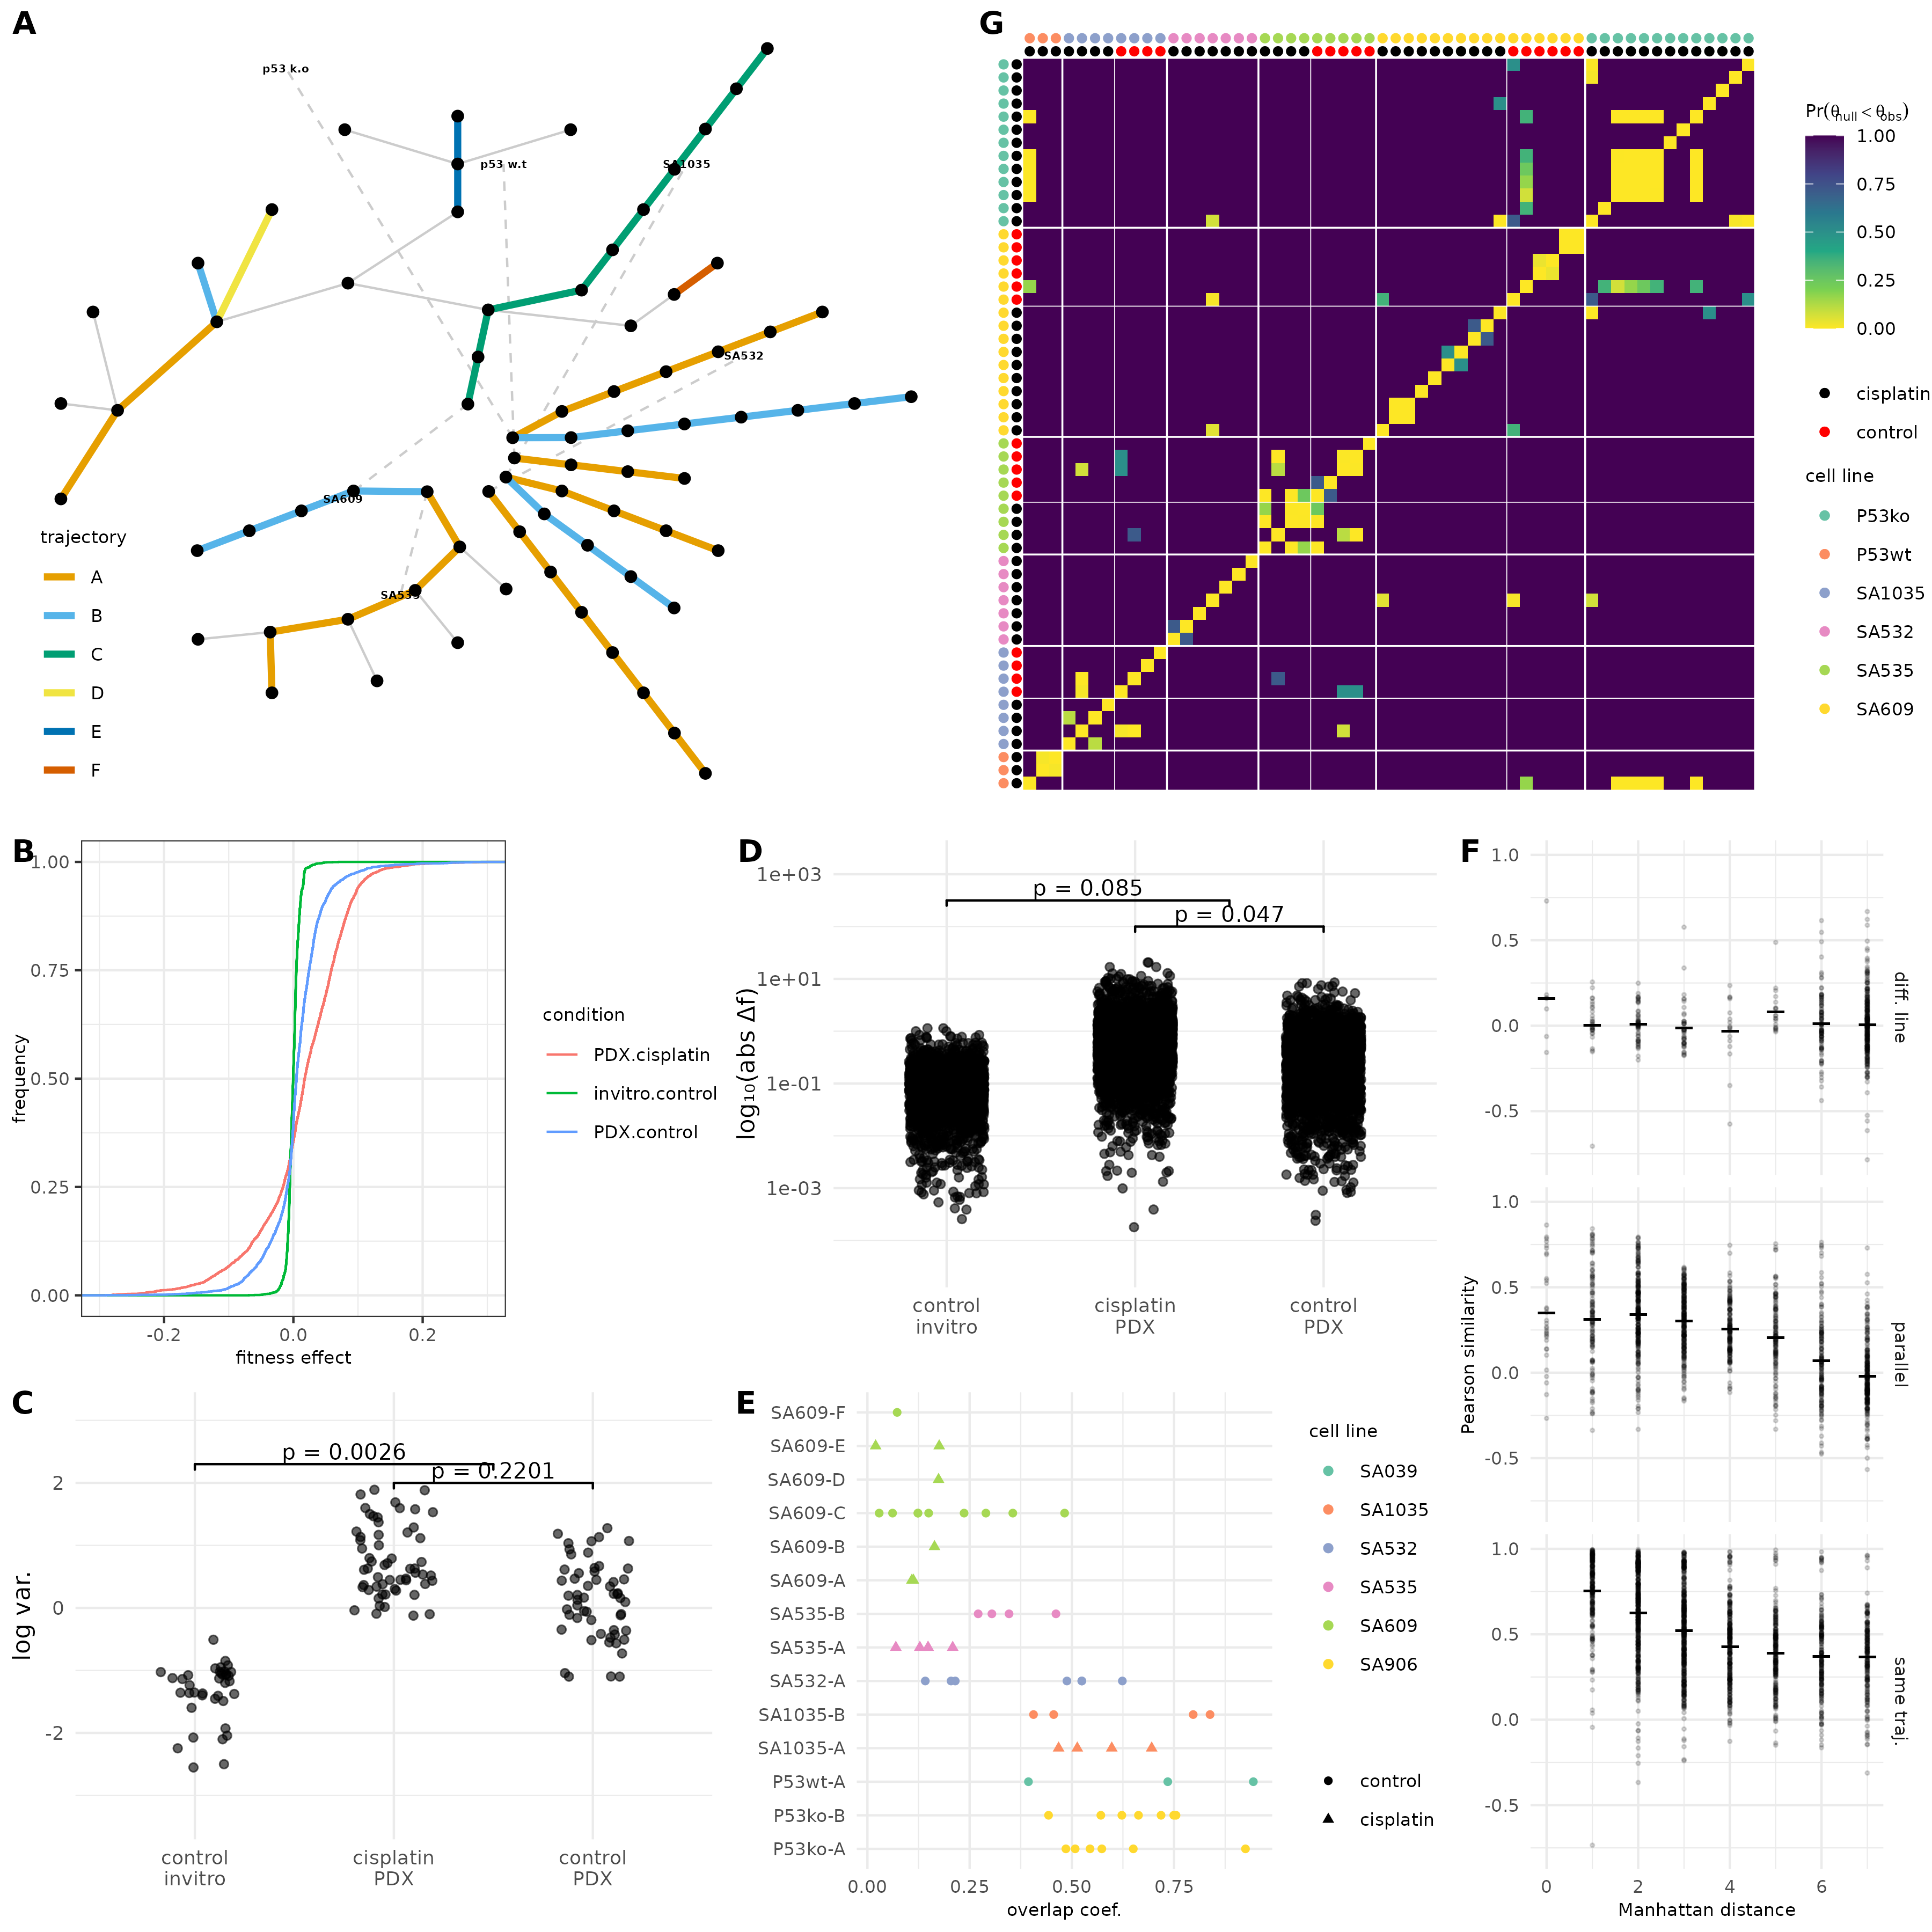 A
p53 k.o
p53 w.t
SA1035
SA532
SA609
SA535
trajectory
A
B
C
D
E
F
G
Pr(θnull < θobs)
1.00
0.75
0.50
0.25
0.00
cisplatin
control
cell line
P53ko
P53wt
SA1035
SA532
SA535
SA609
B
1.00
0.75
0.50
0.25
0.00
frequency
-0.2
0.0
0.2
fitness effect
condition
PDX.cisplatin
invitro.control
PDX.control
D
1e+03
1e+01
1e-01
1e-03
log₁₀(abs Δf)
p = 0.085
p = 0.047
control
invitro
cisplatin
PDX
control
PDX
F
1.0
0.5
0.0
-0.5
diff. line
1.0
0.5
0.0
-0.5
parallel
1.0
0.5
0.0
-0.5
same traj.
Pearson similarity
0
2
4
6
Manhattan distance
C
2
0
-2
log var.
p = 0.0026
p = 0.2201
control
invitro
cisplatin
PDX
control
PDX
E
SA609-F
SA609-E
SA609-D
SA609-C
SA609-B
SA609-A
SA535-B
SA535-A
SA532-A
SA1035-B
SA1035-A
P53wt-A
P53ko-B
P53ko-A
0.00
0.25
0.50
0.75
overlap coef.
cell line
SA039
SA1035
SA532
SA535
SA609
SA906
control
cisplatin